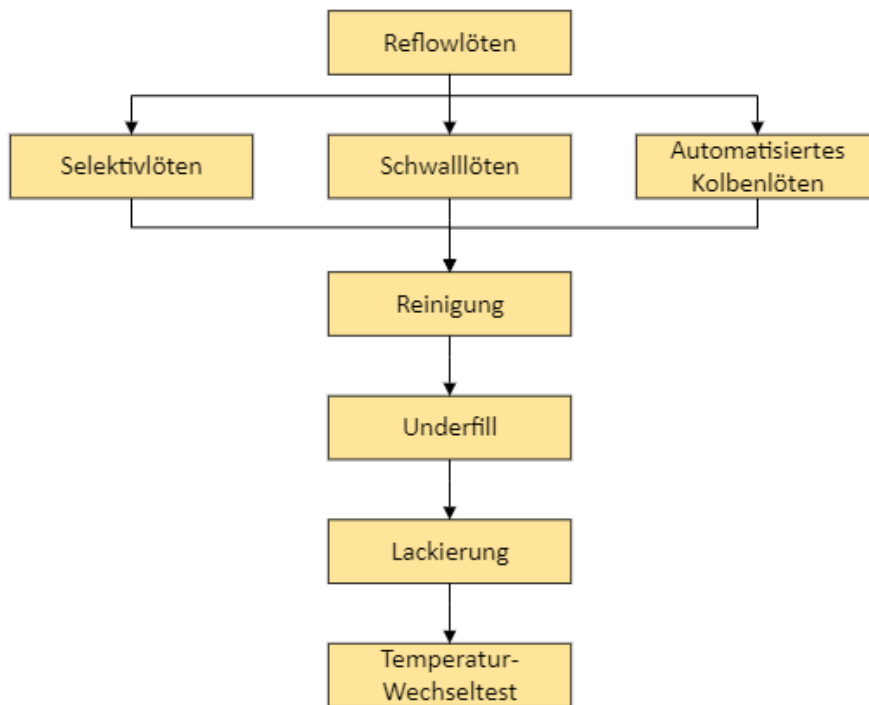 Reflowlöten
Selektivlöten
Schwalllöten
Automatisiertes
Kolbenlöten
Reinigung
Underfill
Lackierung
Temperatur-
Wechseltest